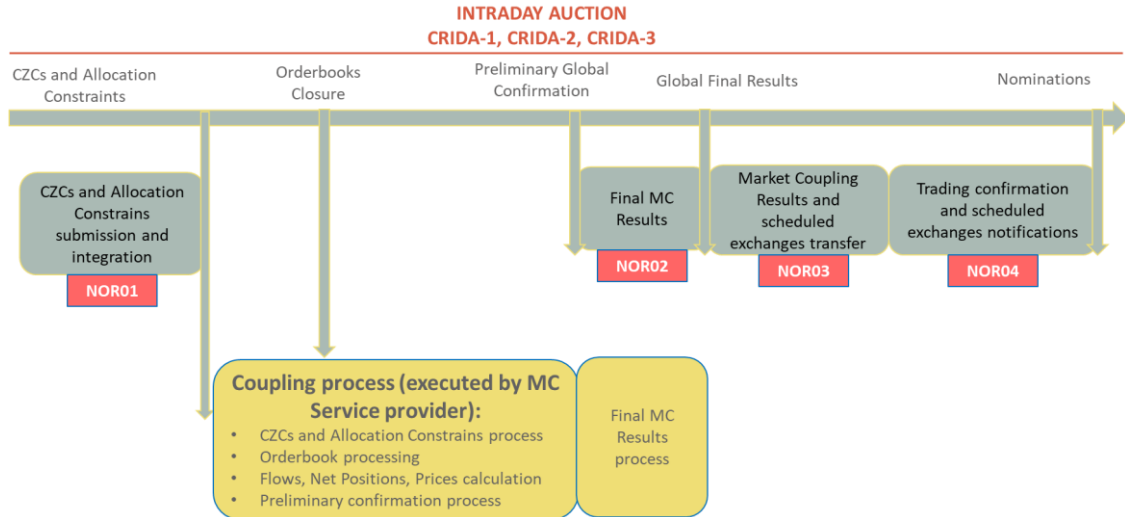 INTRADAY AUCTION
CRIDA-1, CRIDA-2, CRIDA-3
CZCs and Allocation
Constraints
Orderbooks
Closure
Preliminary Global
Confirmation
Global Final Results
Nominations
CZCs and Allocation
Constrains
submission and
integration
NOR01
Final MC
Results
NOR02
Market Coupling
Results and
scheduled
exchanges transfer
NOR03
Trading confirmation
and scheduled
exchanges notifications
NOR04
Coupling process (executed by MC
Service provider):
• CZCs and Allocation Constrains process
• Orderbook processing
• Flows, Net Positions, Prices calculation
• Preliminary confirmation process
Final MC
Results
process